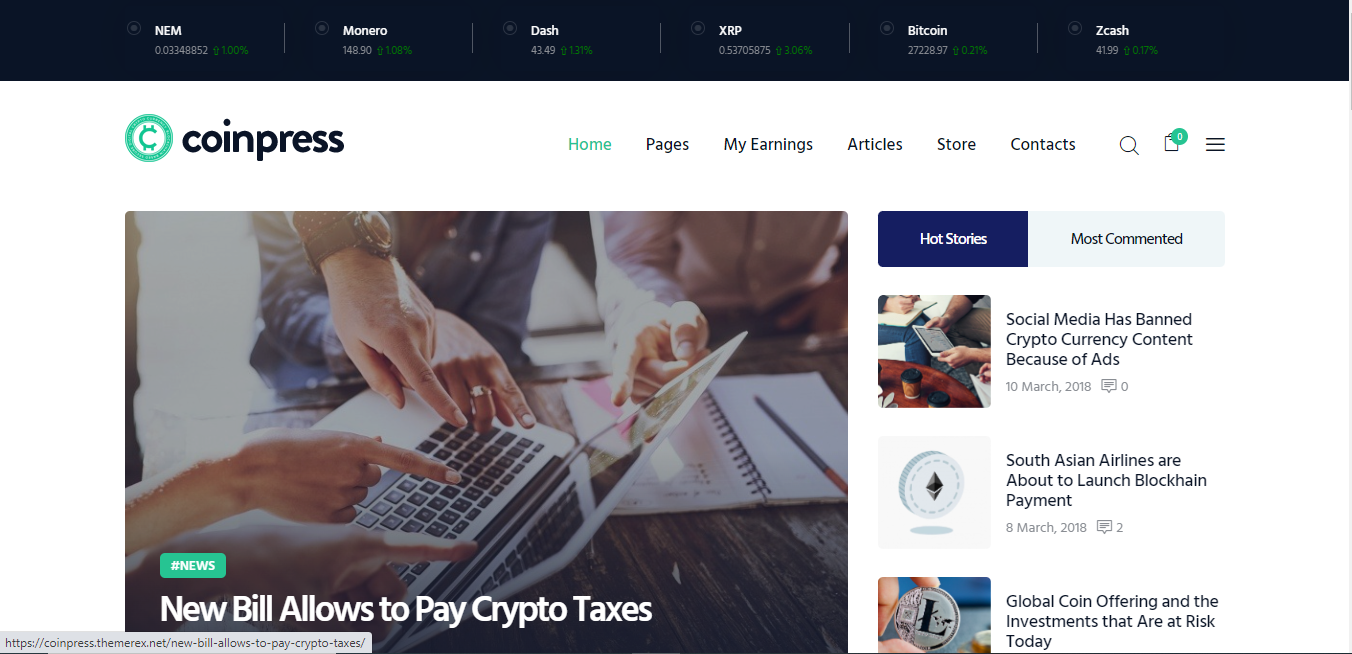 NEM
0.03348852 ⇧1.00%
Monero
148.90 ⇧1.08%
Dash
43.49 ⇧1.31%
XRP
0.53705875 ⇧3.06%
Bitcoin
27228.97 ⇧0.21%
Zcash
41.99 ⇧0.17%
coinpress
Home Pages My Earnings Articles Store Contacts 0
Hot Stories Most Commented
Social Media Has Banned
Crypto Currency Content
Because of Ads
10 March, 2018 0
South Asian Airlines are
About to Launch Blockhain
Payment
8 March, 2018 2
Global Coin Offering and the
Investments that Are at Risk
Today
#NEWS
New Bill Allows to Pay Crypto Taxes
https://coinpress.themerex.net/new-bill-allows-to-pay-crypto-taxes/